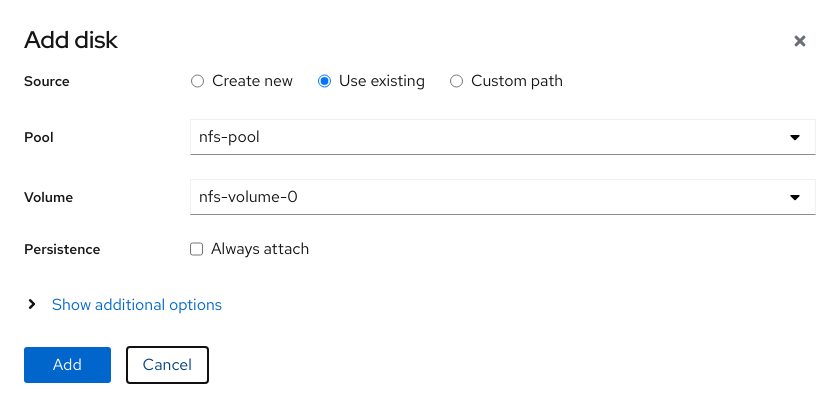 Add disk
Source Create new Use existing Custom path
Pool nfs-pool
Volume nfs-volume-0
Persistence Always attach
Show additional options
Add Cancel